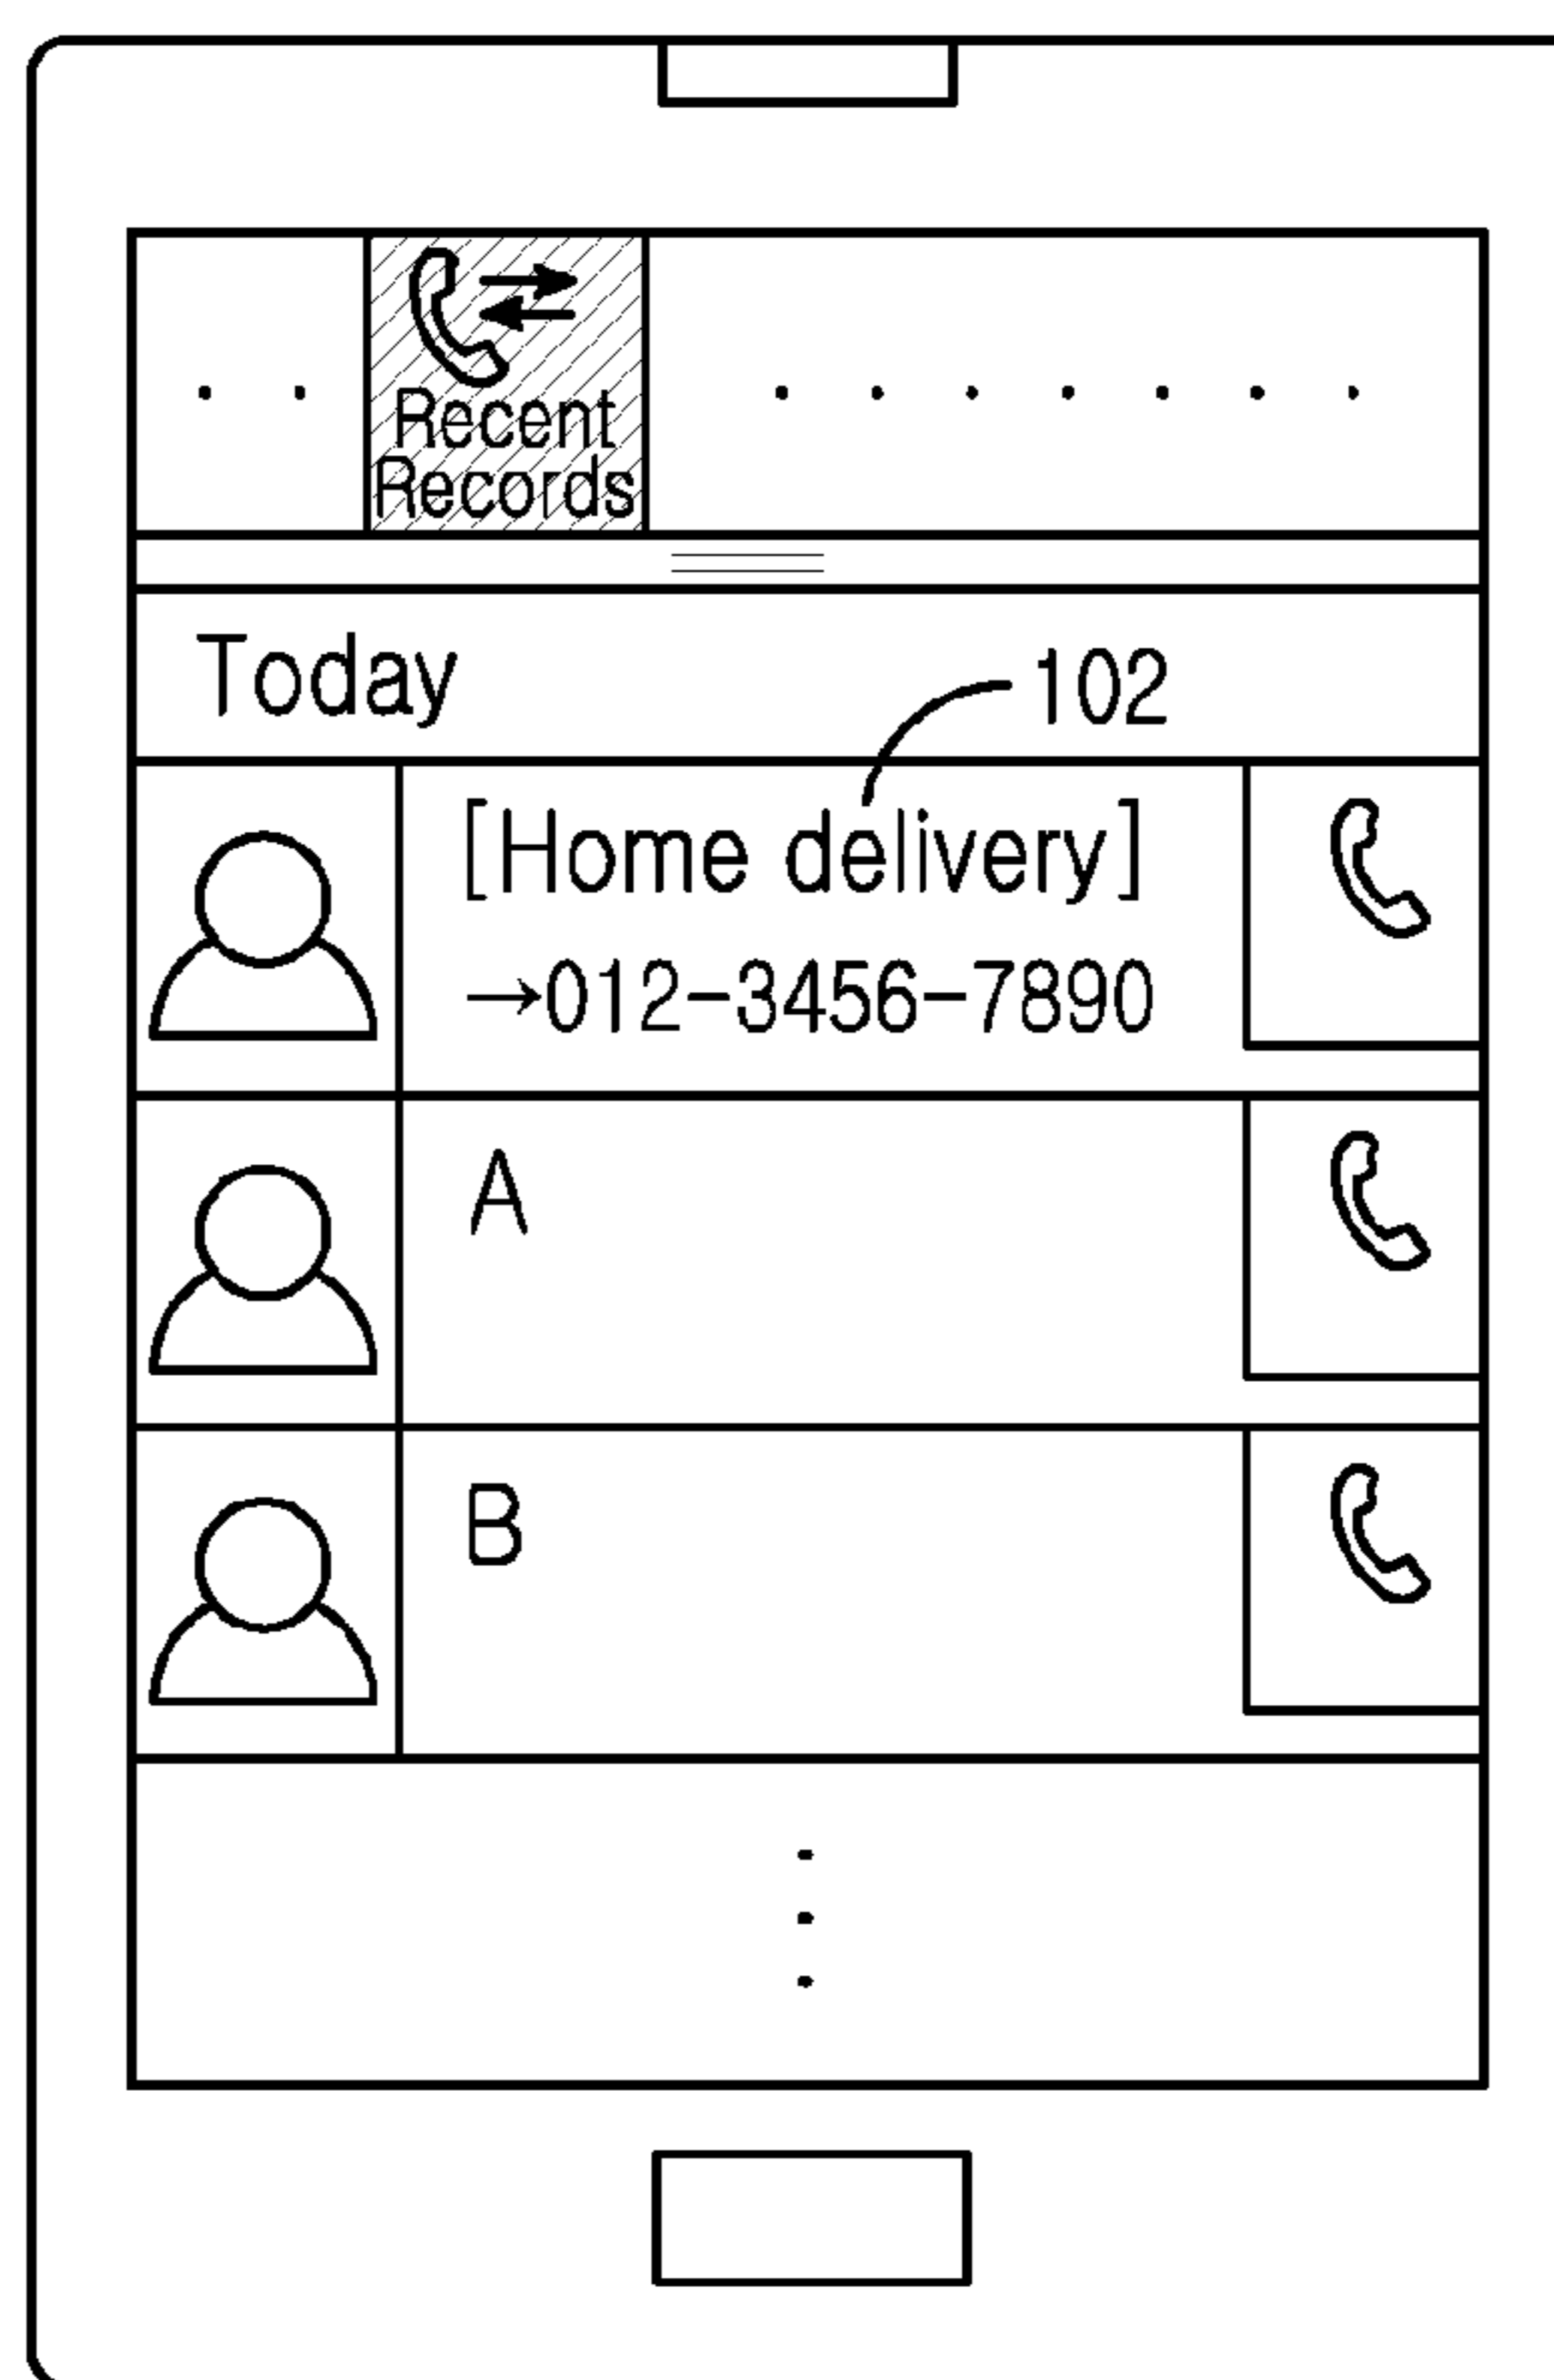 Recent
Records
Today
102
[Home delivery]
→012-3456-7890
A
B